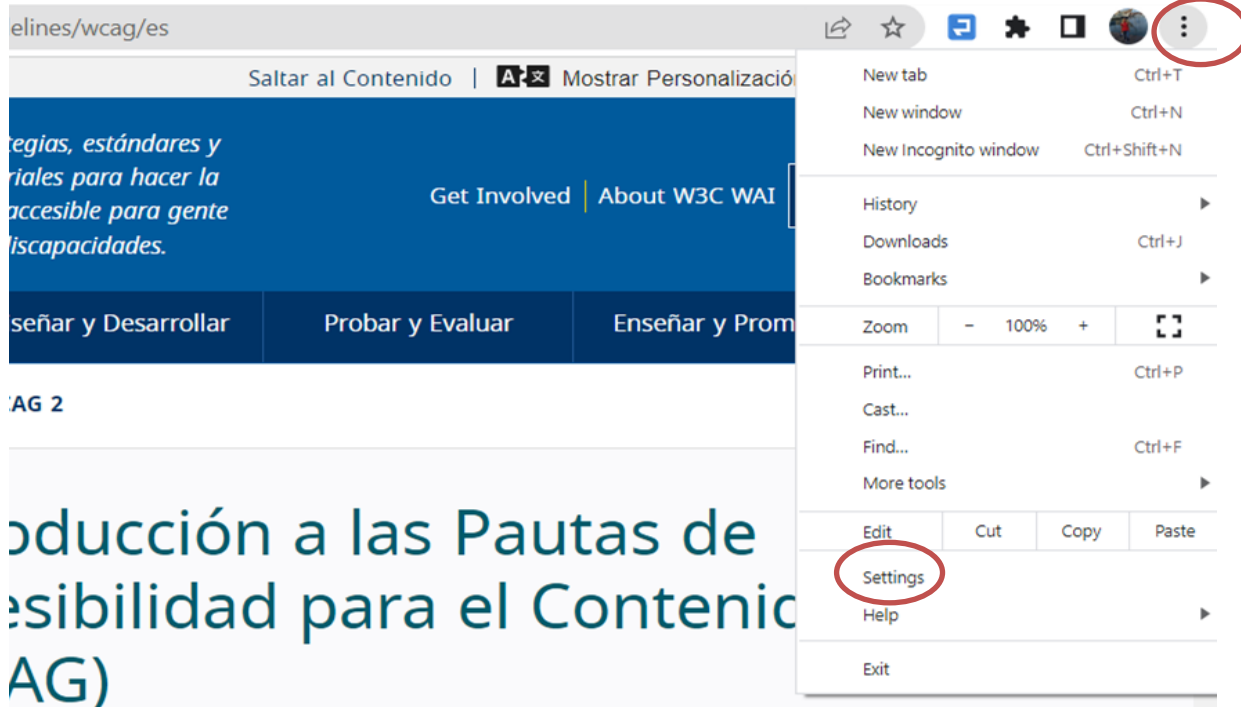 elines/wcag/es
Saltar al Contenido | Mostrar Personalizació
tegias, estándares y
riales para hacer la
accesible para gente
discapacidades.
Get Involved | About W3C WAI
señar y Desarrollar
Probar y Evaluar
Enseñar y Prom
CAG 2
oducción a las Pautas de
esibilidad para el Contenid
AG)
New tab Ctrl+T
New window Ctrl+N
New Incognito window Ctrl+Shift+N
History
Downloads Ctrl+J
Bookmarks
Zoom - 100% +
Print... Ctrl+P
Cast...
Find... Ctrl+F
More tools
Edit Cut Copy Paste
Settings
Help
Exit